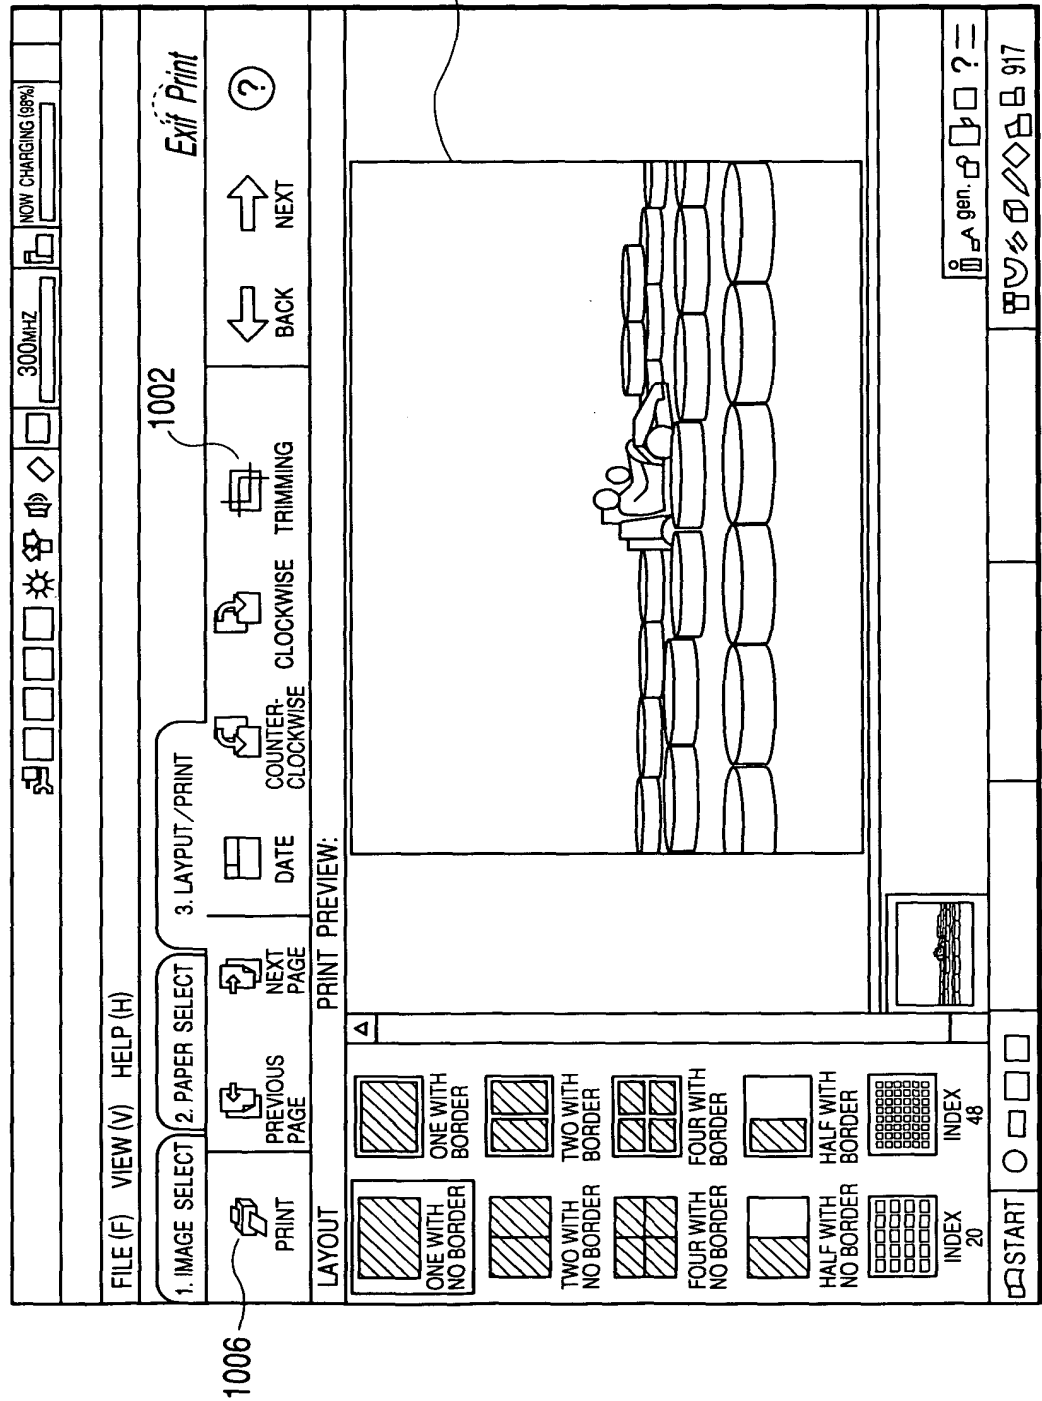 300MHZ
NOW CHARGING (98%)
FILE (F) VIEW (V) HELP (H)
1. IMAGE SELECT
2. PAPER SELECT
3. LAYPUT/PRINT
Exif Print
1006
1002
PRINT
PREVIOUS
PAGE
NEXT
PAGE
DATE
COUNTER-
CLOCKWISE
CLOCKWISE
TRIMMING
BACK
NEXT
?
LAYOUT
PRINT PREVIEW:
ONE WITH
NO BORDER
ONE WITH
BORDER
TWO WITH
NO BORDER
TWO WITH
BORDER
FOUR WITH
NO BORDER
FOUR WITH
BORDER
HALF WITH
NO BORDER
HALF WITH
BORDER
INDEX
20
INDEX
48
A gen. ?
START
917